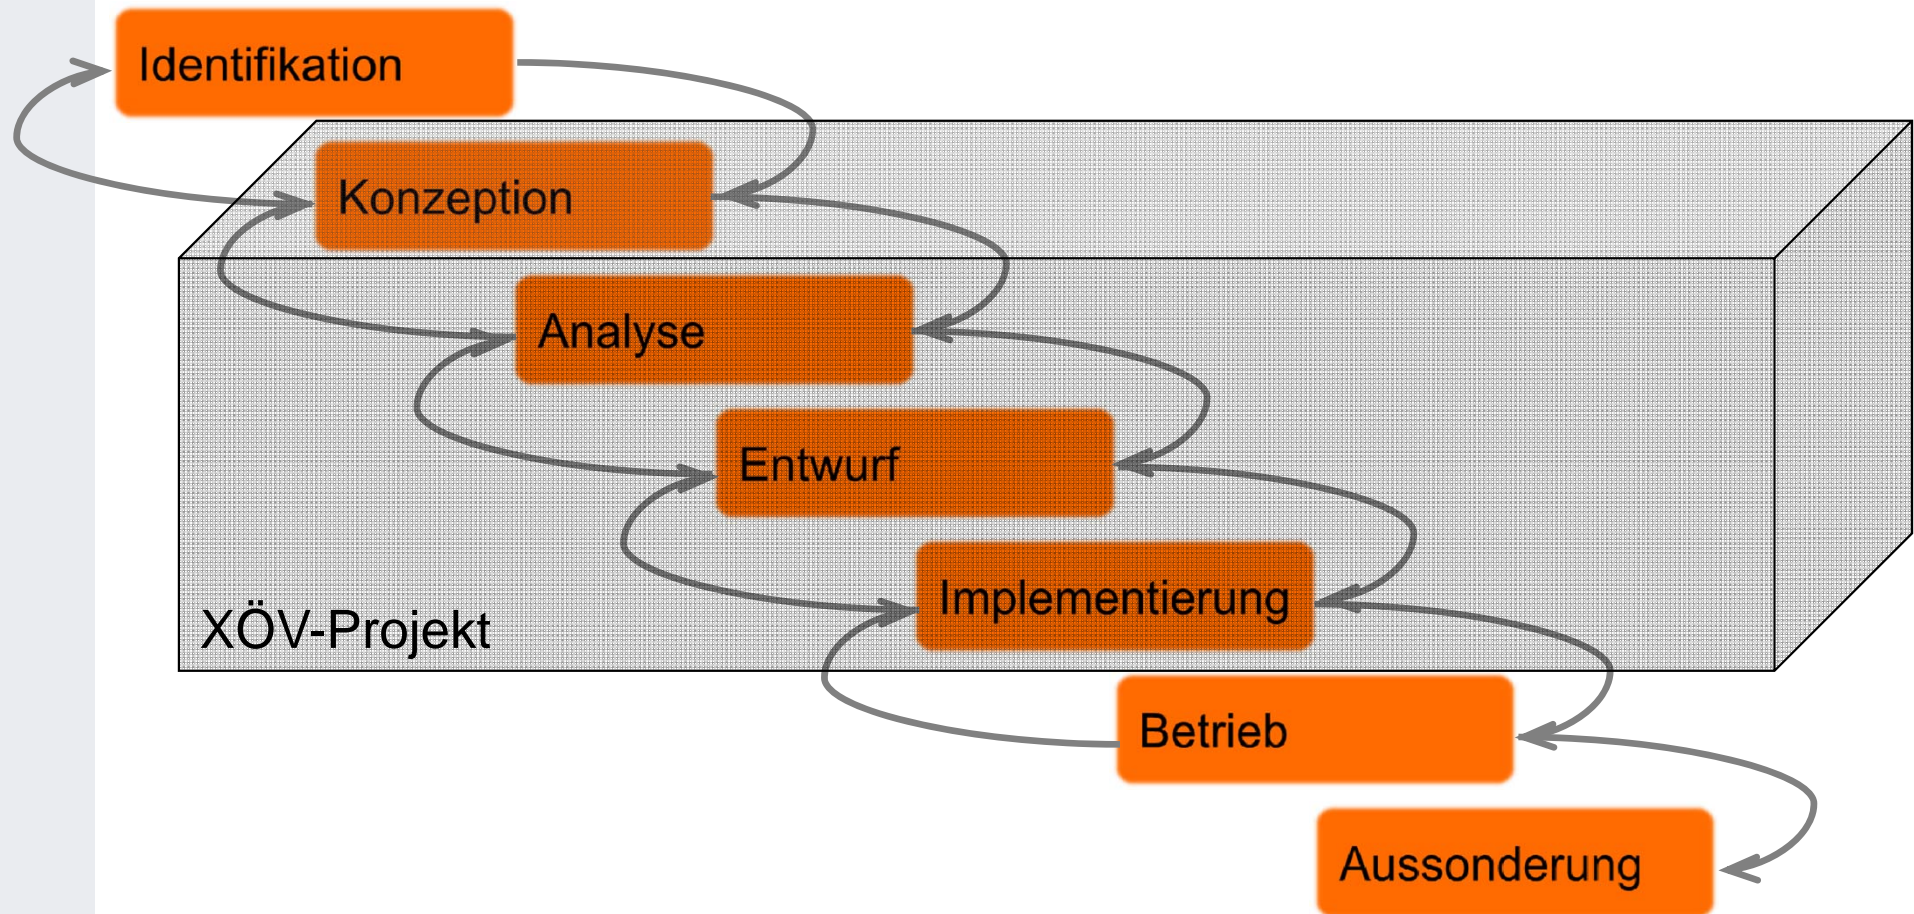 Identifikation
Konzeption
Analyse
Entwurf
Implementierung
XÖV-Projekt
Betrieb
Aussonderung